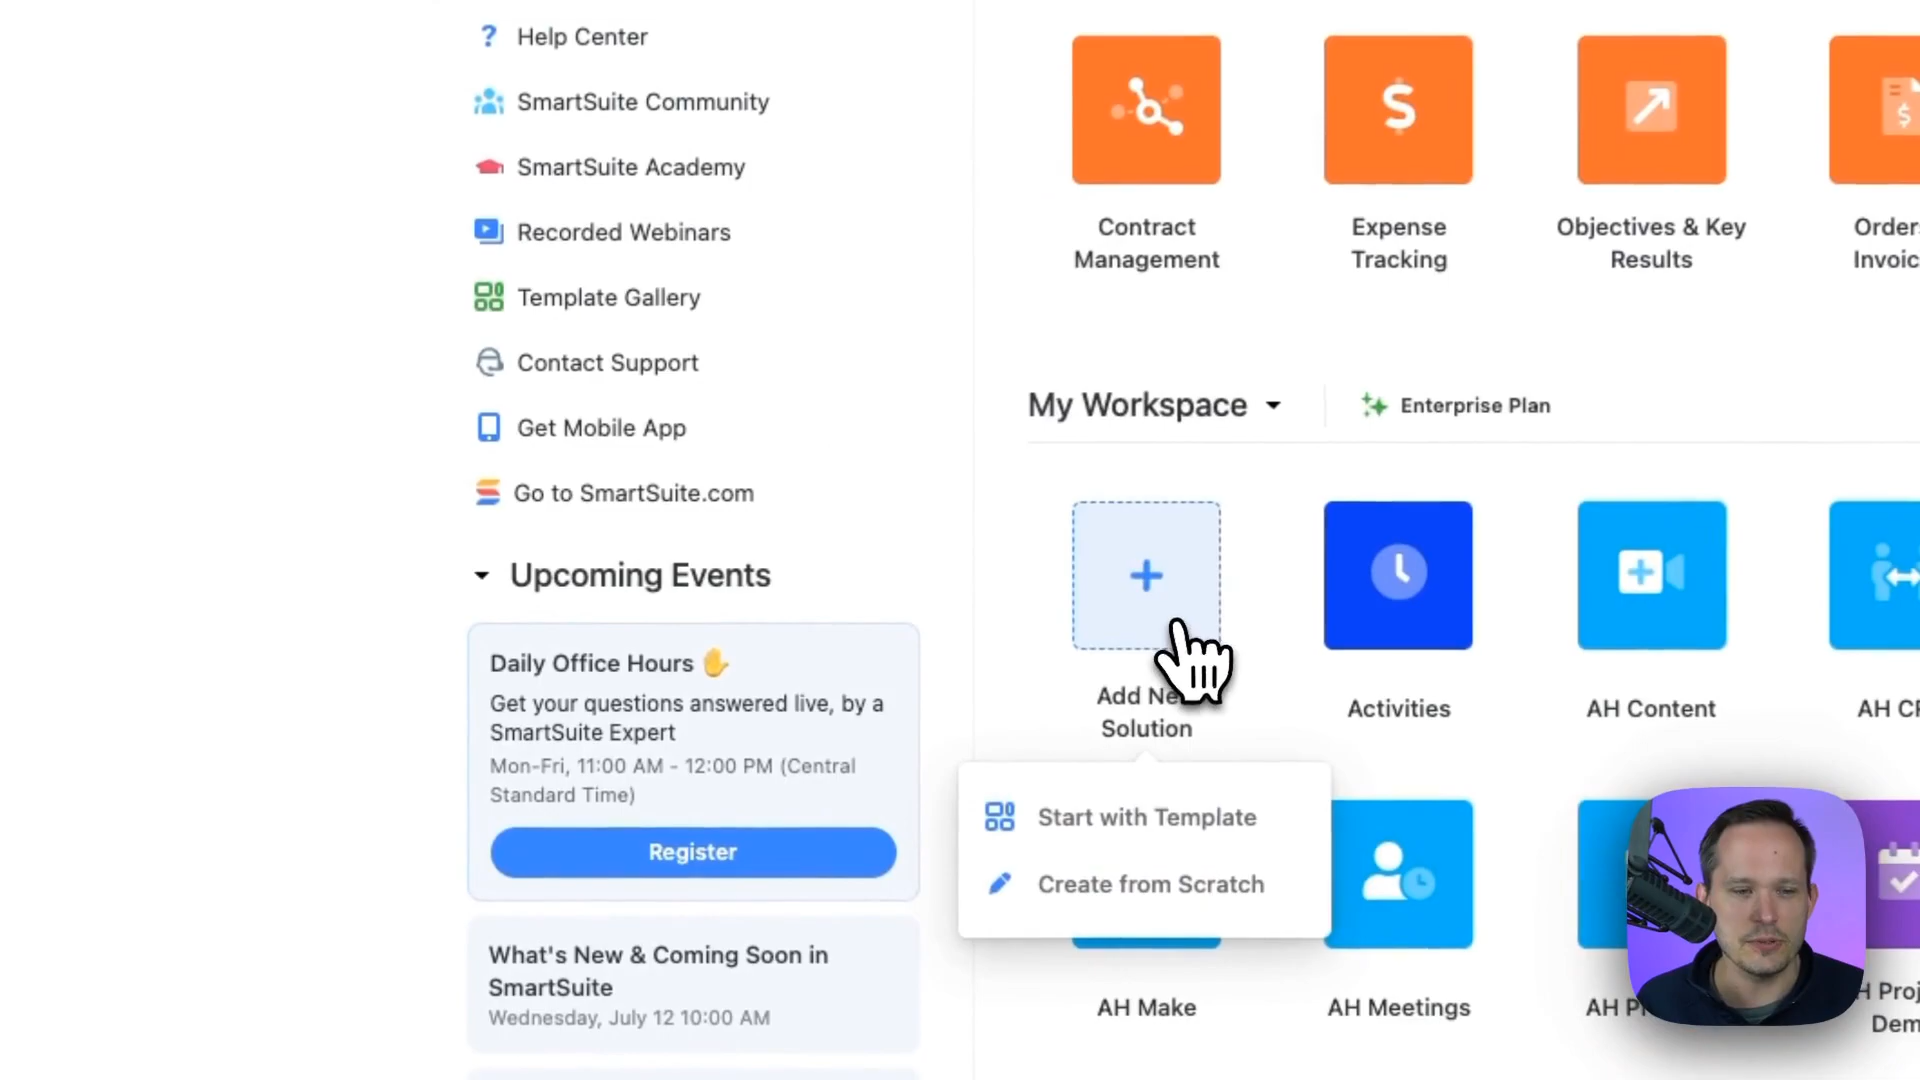 Help Center
SmartSuite Community
SmartSuite Academy
Recorded Webinars
Template Gallery
Contact Support
Get Mobile App
Go to SmartSuite.com
Upcoming Events
Daily Office Hours ✋
Get your questions answered live, by a
SmartSuite Expert
Mon-Fri, 11:00 AM - 12:00 PM (Central
Standard Time)
Register
What's New & Coming Soon in
SmartSuite
Wednesday, July 12 10:00 AM
Contract
Management
Expense
Tracking
Objectives & Key
Results
My Workspace
Enterprise Plan
Add
Solution
Activities
AH Content
AH
Start with Template
Create from Scratch
AH Make
AH Meetings
AH